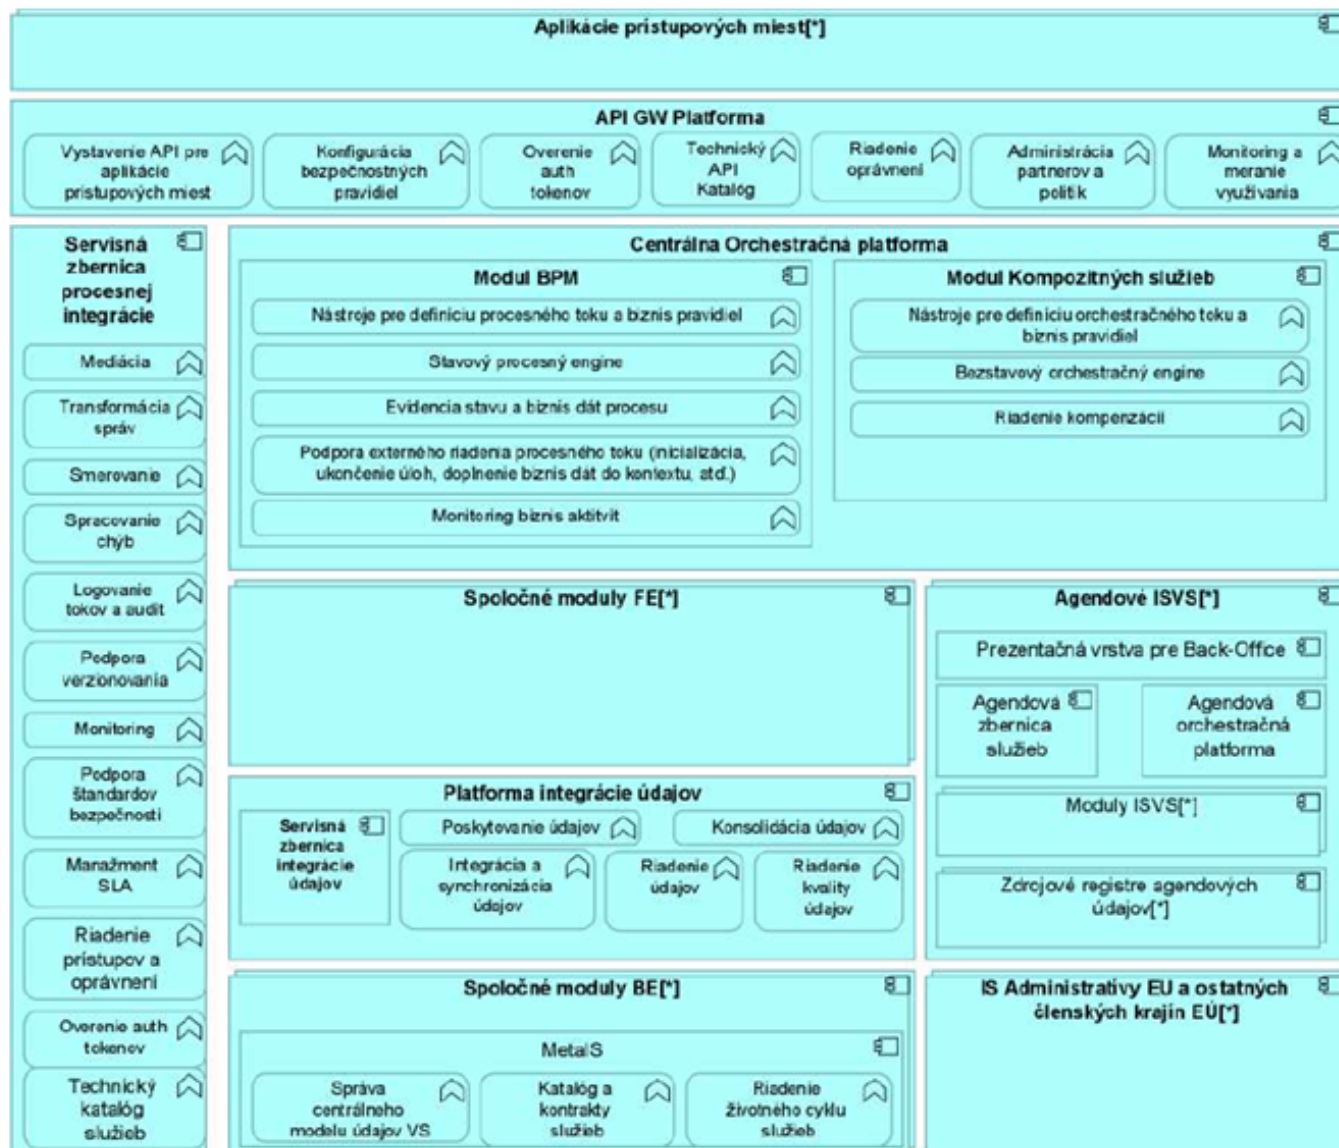 Aplikácie prístupových miest[*]
API GW Platforma
Vystavenie API pre
aplikácie
prístupových miest
Konfigurácia
bezpečnostných
pravidiel
Overenie
auth
tokenov
Technický
API
Katalóg
Riadenie
oprávnení
Administrácia
partnerov a
politík
Monitoring a
meranie
využívania
Servisná
zbernica
procesnej
integrácie
Mediácia
Transformácia
správ
Smerovanie
Spracovanie
chýb
Logovanie
tokov a audit
Podpora
verzionovania
Monitoring
Podpora
štandardov
bezpečnosti
Manažment
SLA
Riadenie
prístupov a
oprávnení
Overenie auth
tokenov
Technický
katalóg
služieb
Centrálna Orchestračná platforma
Modul BPM
Nástroje pre definíciu procesného toku a biznis pravidiel
Stavový procesný engine
Evidencia stavu a biznis dát procesu
Podpora externého riadenia procesného toku (inicializácia,
ukončenie úloh, doplnenie biznis dát do kontextu, atď.)
Monitoring biznis aktitvít
Modul Kompozitných služieb
Nástroje pre definíciu orchestračného toku a
biznis pravidiel
Bezstavový orchestračný engine
Riadenie kompenzácií
Spoločné moduly FE[*]
Agendové ISVS[*]
Prezentačná vrstva pre Back-Office
Agendová
zbernica
služieb
Agendová
orchestračná
platforma
Moduly ISVS[*]
Zdrojové registre agendových
údajov[*]
Platforma integrácie údajov
Servisná
zbernica
integrácie
údajov
Poskytovanie údajov
Konsolidácia údajov
Integrácia a
synchronizácia
údajov
Riadenie
údajov
Riadenie
kvality
údajov
Spoločné moduly BE[*]
MetaIS
Správa
centrálneho
modelu údajov VS
Katalóg a
kontrakty
služieb
Riadenie
životného cyklu
služieb
IS Administratívy EU a ostatných
členských krajín EÚ[*]